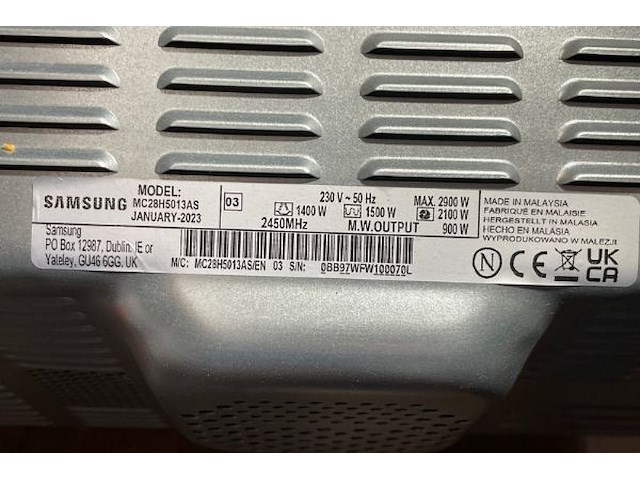 SAMSUNG
MODEL:
MC28H5013AS
JANUARY-2023
03
230 V ~ 50 Hz
1400 W 1500 W
2450MHz M.W.OUTPUT
MAX. 2900 W
2100 W
900 W
MADE IN MALAYSIA
FABRIQUÉ EN MALAISIE
HERGESTELLT IN MALASIA
HECHO EN MALASIA
WYPRODUKOWANO W MALEZJI
Samsung
PO Box 12987, Dublin. IE or
Yateley, GU46 6GG. UK
M/C: MC28H5013AS/EN 03 S/N: 0BB97WFW100070L
N CE UK
CA